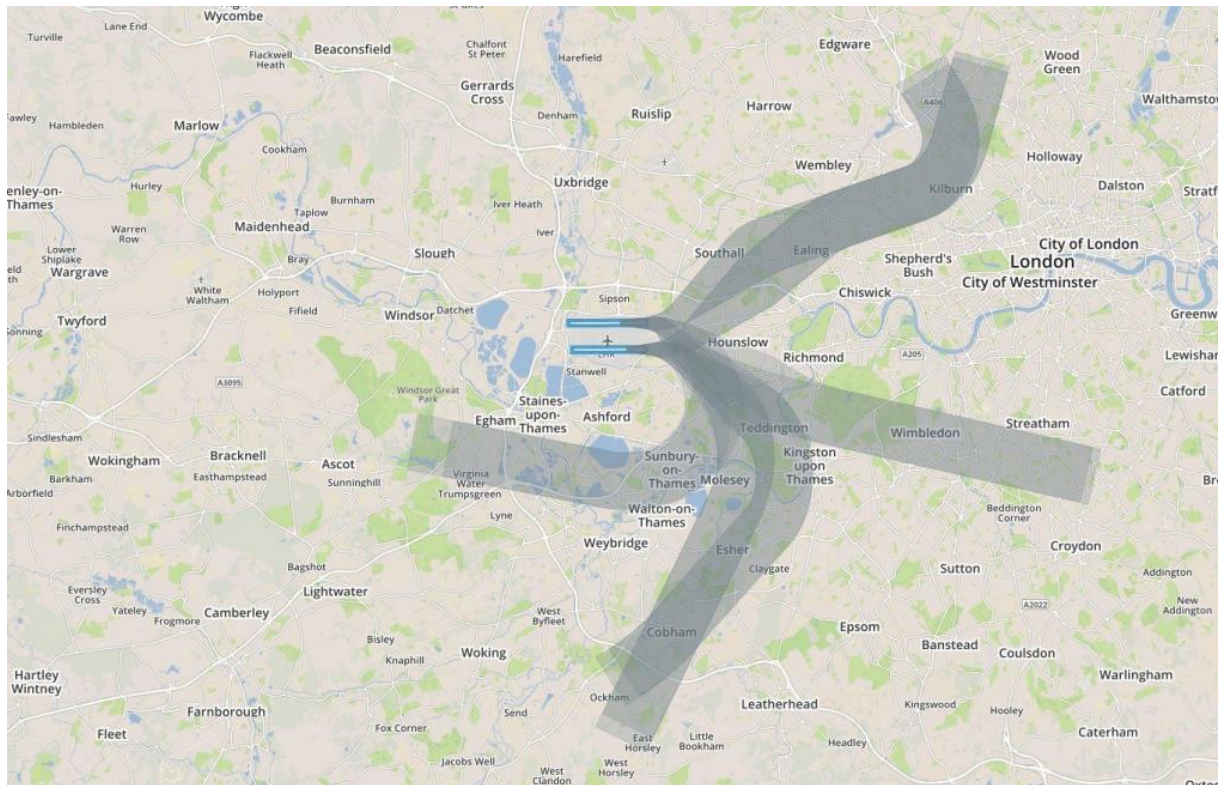 Wycombe
Lane End
Turville
Flackwell
Heath
Beaconsfield
Chalfont
St Peter
Harefield
Edgware
Wood
Green
Gerrards
Cross
Denham
Ruislip
Harrow
A406
Walthamstow
Hambleden
Marlow
Cookham
Hurley
Uxbridge
Wembley
Holloway
Kilburn
Dalston
Thames
Taplow
Burnham
Iver Heath
Warren
Row
Maidenhead
Iver
Lower
Shiplake
Wargrave
Bray
Slough
Southall
Ealing
Shepherd's
Bush
City of London
London
City of Westminster
White
Waltham
Holyport
Fifield
Windsor
Datchet
Sipson
Chiswick
Sonning
Twyford
LHR
Hounslow
Richmond
A205
Stanwell
A3095
Windsor Great
Park
Catford
Staines-
upon-
Thames
Egham
Ashford
Teddington
Wimbledon
Streatham
Sindlesham
Wokingham
Bracknell
Ascot
Sunninghill
Barkham
Easthampstead
Virginia
Water
Trumpsgreen
Sunbury-
on-
Thames
Molesey
Kingston
upon
Thames
Arborfield
Finchampstead
Lyne
Walton-on-
Thames
Beddington
Corner
Weybridge
Esher
Claygate
Croydon
Bagshot
Sutton
Addington
Eversley
Cross
Yateley
Lightwater
Frogmore
Camberley
West
Byfleet
A2022
New
Addington
Bisley
Cobham
Epsom
Banstead
Coulsdon
Knaphill
Woking
Hartley
Wintney
Ockham
Warlingham
Farnborough
Send
Leatherhead
Kingswood
Hooley
Fleet
Fox Corner
East
Horsley
Little
Bookham
Headley
Caterham
Jacobs Well
West
Clandon
West
Horsley